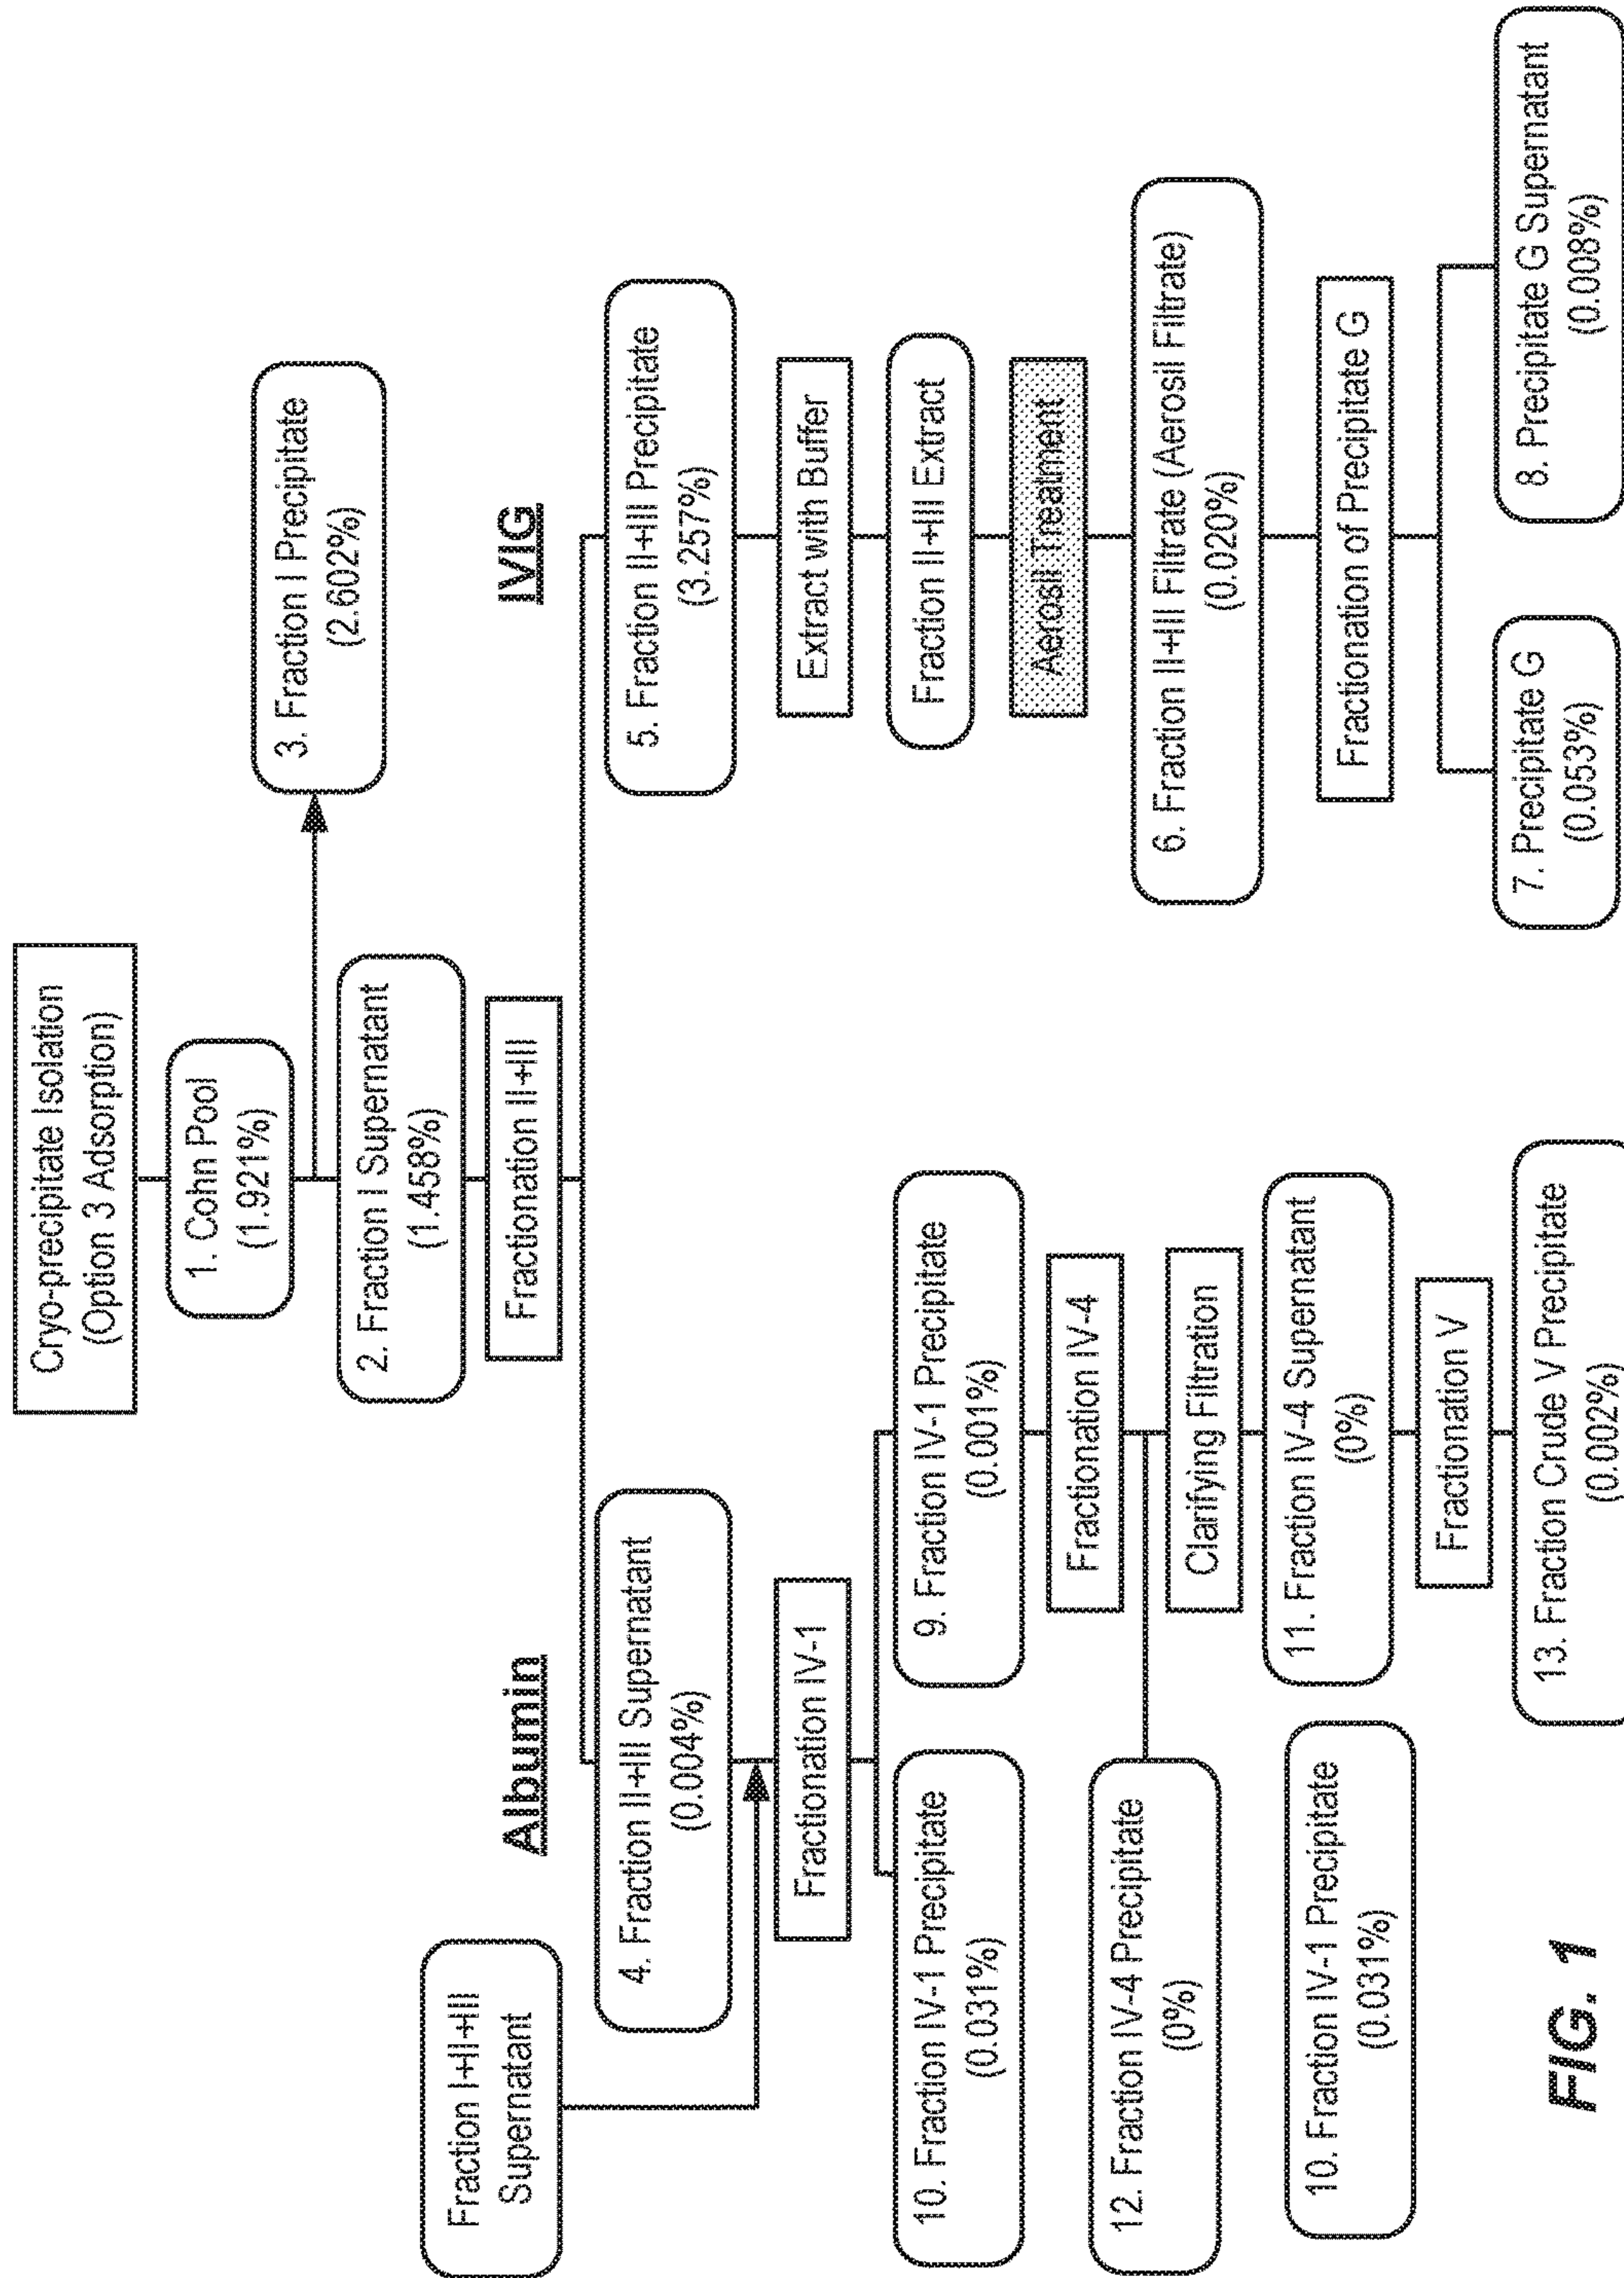 Cryo-precipitate Isolation
(Option 3 Adsorption)
1. Cohn Pool
(1.921%)
3. Fraction I Precipitate
(2.602%)
2. Fraction I Supernatant
(1.458%)
Fractionation II+III
Albumin
IVIG
Fraction I+II+III
Supernatant
4. Fraction II+III Supernatant
(0.004%)
Fractionation IV-1
10. Fraction IV-1 Precipitate
(0.031%)
9. Fraction IV-1 Precipitate
(0.001%)
Fractionation IV-4
12. Fraction IV-4 Precipitate
(0%)
Clarifying Filtration
10. Fraction IV-1 Precipitate
(0.031%)
11. Fraction IV-4 Supernatant
(0%)
Fractionation V
13. Fraction Crude V Precipitate
(0.002%)
5. Fraction II+III Precipitate
(3.257%)
Extract with Buffer
Fraction II+III Extract
Aerosil Treatment
6. Fraction II+III Filtrate (Aerosil Filtrate)
(0.020%)
Fractionation of Precipitate G
7. Precipitate G
(0.053%)
8. Precipitate G Supernatant
(0.008%)
FIG. 1